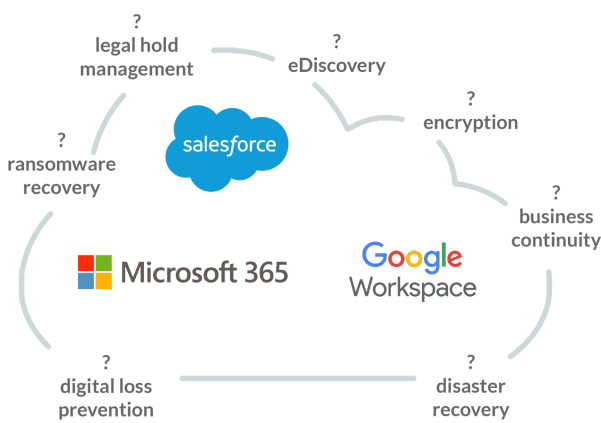 ?
legal hold
management
?
eDiscovery
?
encryption
?
ransomware
recovery
salesforce
?
business
continuity
Microsoft 365
Google
Workspace
?
digital loss
prevention
?
disaster
recovery